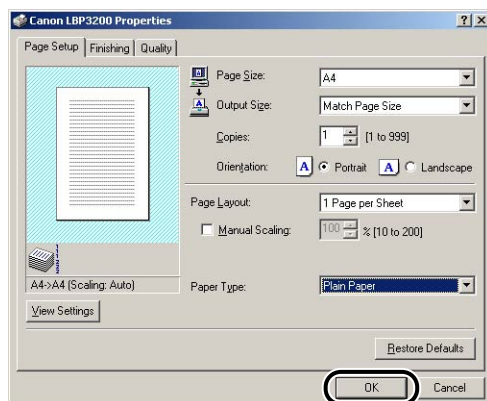 Canon LBP3200 Properties
Page Setup Finishing Quality
Page Size: A4
Output Size: Match Page Size
Copies: 1 [1 to 999]
Orientation: A Portrait A Landscape
Page Layout: 1 Page per Sheet
Manual Scaling: 100 % [10 to 200]
A4->A4 (Scaling: Auto)
Paper Type: Plain Paper
View Settings
Restore Defaults
OK Cancel